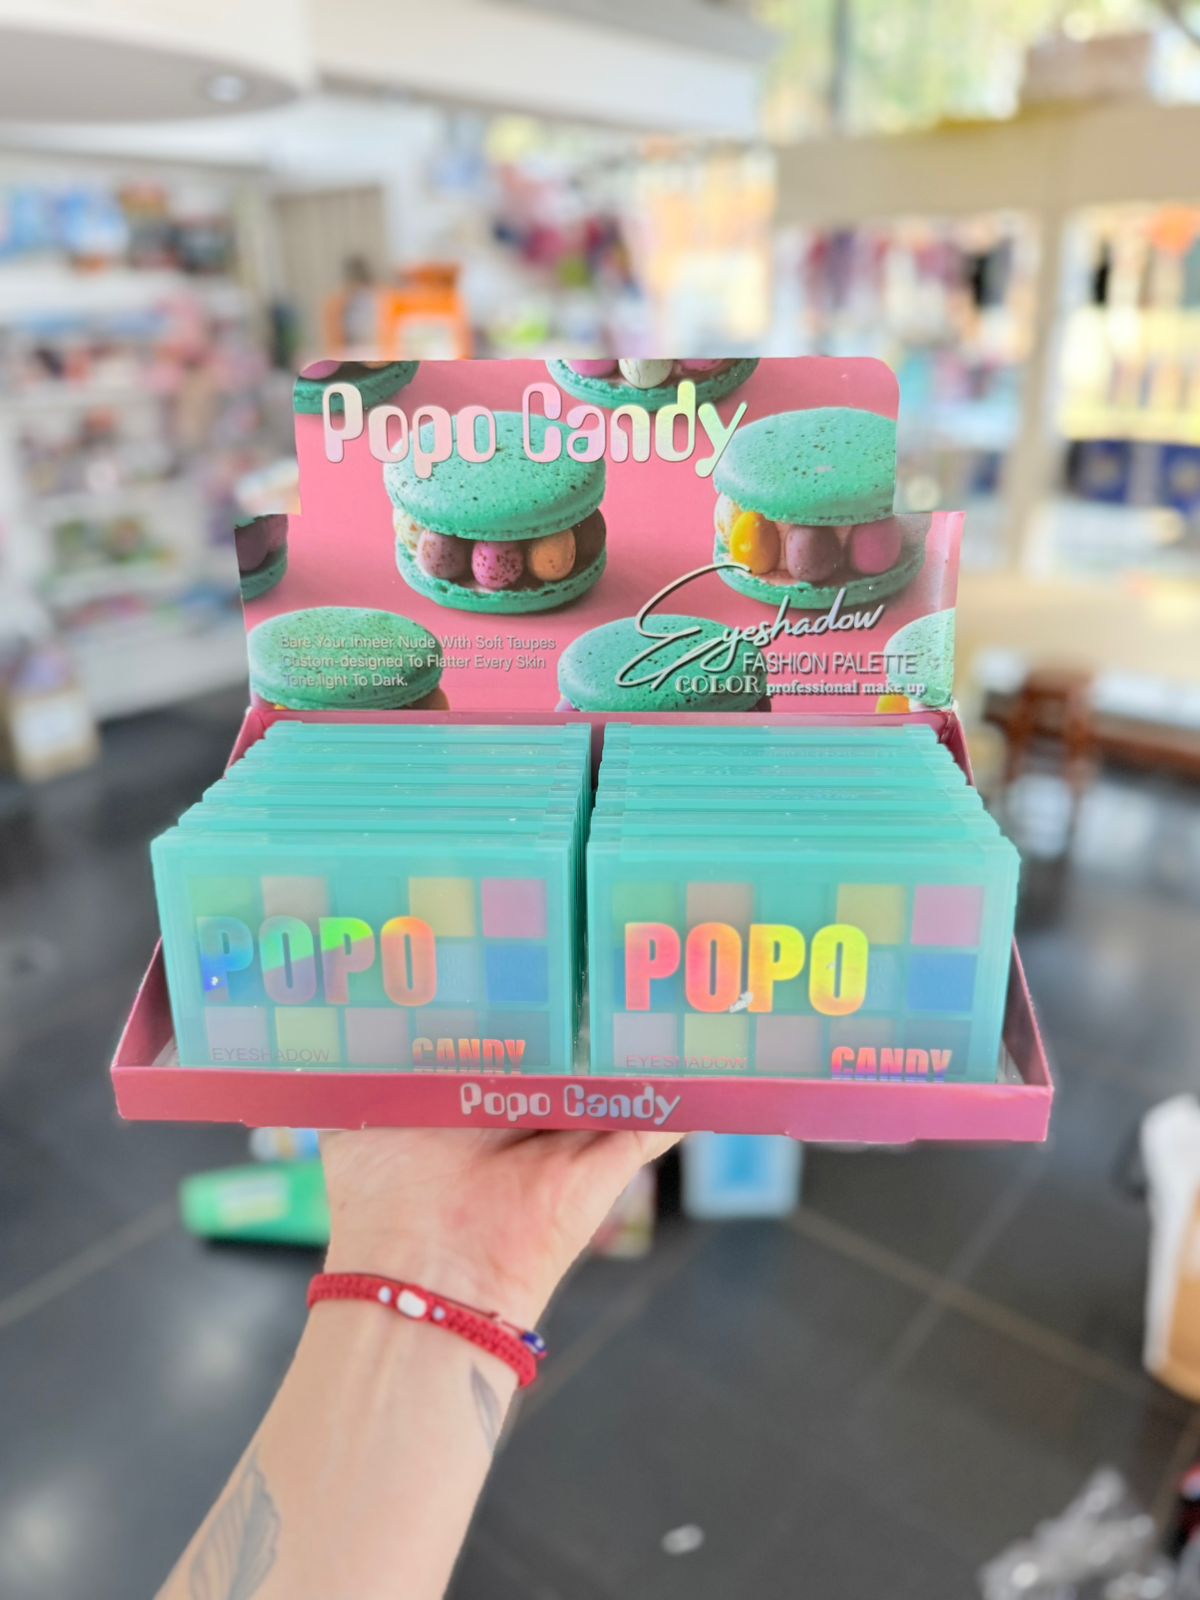 Popo Candy
Eyeshadow
FASHION PALETTE
COLOR professional make up
Bare Your Inneer Nude With Soft Taupes
Custom-designed To Flatter Every Skin
Tone,light To Dark.
POPO
EYESHADOW
CANDY
POPO
EYESHADOW
CANDY
Popo Candy